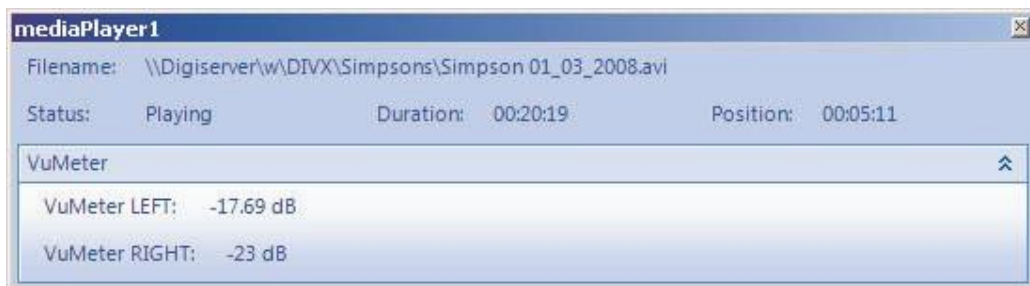 mediaPlayer1
Filename: \\Digiserver\w\DIVX\Simpsons\Simpson 01_03_2008.avi
Status: Playing Duration: 00:20:19 Position: 00:05:11
VuMeter
VuMeter LEFT: -17.69 dB
VuMeter RIGHT: -23 dB